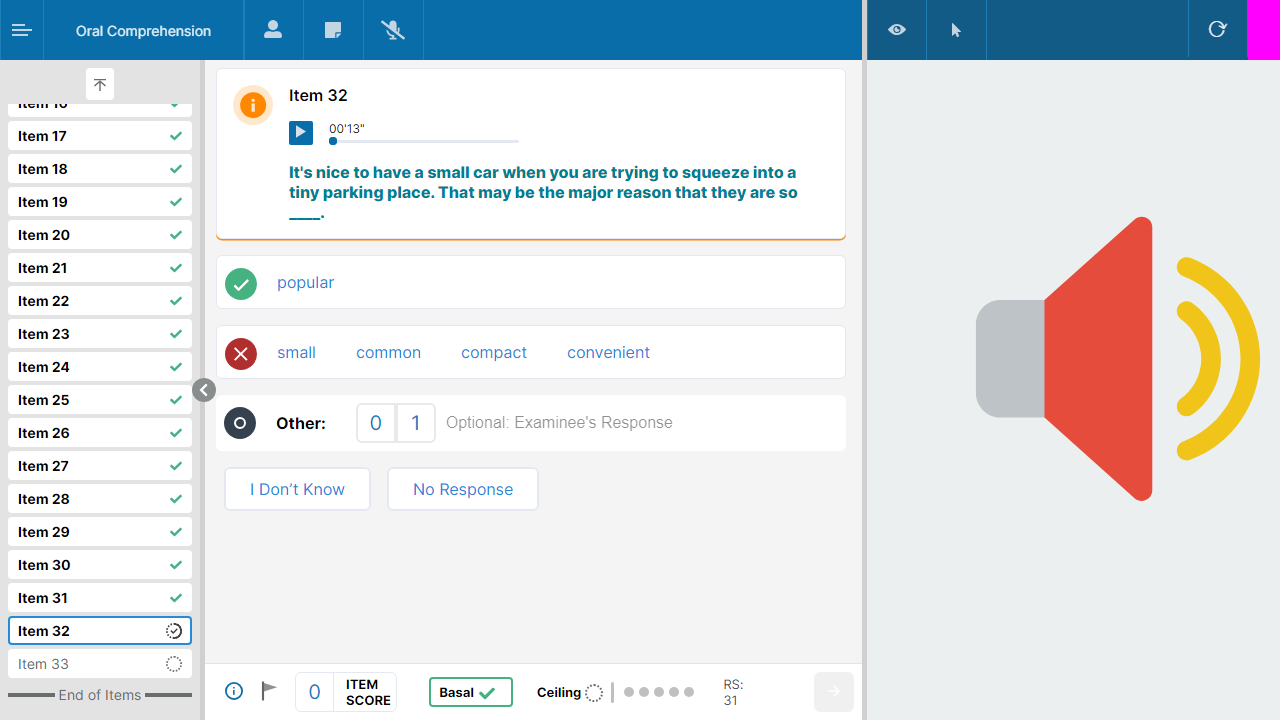 Oral Comprehension
Item 16
Item 17
Item 18
Item 19
Item 20
Item 21
Item 22
Item 23
Item 24
Item 25
Item 26
Item 27
Item 28
Item 29
Item 30
Item 31
Item 32
Item 33
End of Items
Item 32
00'13"
It's nice to have a small car when you are trying to squeeze into a
tiny parking place. That may be the major reason that they are so
____.
popular
small common compact convenient
Other: 0 1 Optional: Examinee's Response
I Don’t Know No Response
0 ITEM
SCORE
Basal
Ceiling
RS:
31